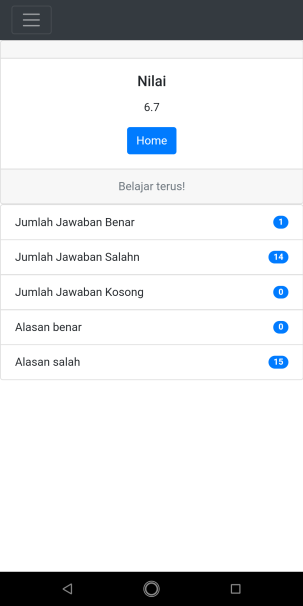 Nilai
6.7
Home
Belajar terus!
Jumlah Jawaban Benar 1
Jumlah Jawaban Salahn 14
Jumlah Jawaban Kosong 0
Alasan benar 0
Alasan salah 15